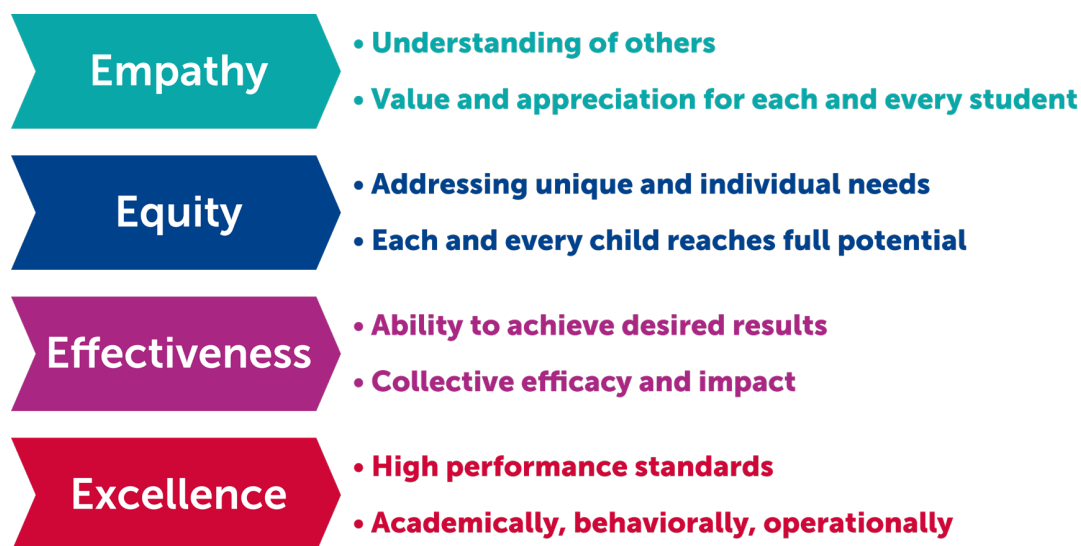 Empathy
• Understanding of others
• Value and appreciation for each and every student
Equity
• Addressing unique and individual needs
• Each and every child reaches full potential
Effectiveness
• Ability to achieve desired results
• Collective efficacy and impact
Excellence
• High performance standards
• Academically, behaviorally, operationally